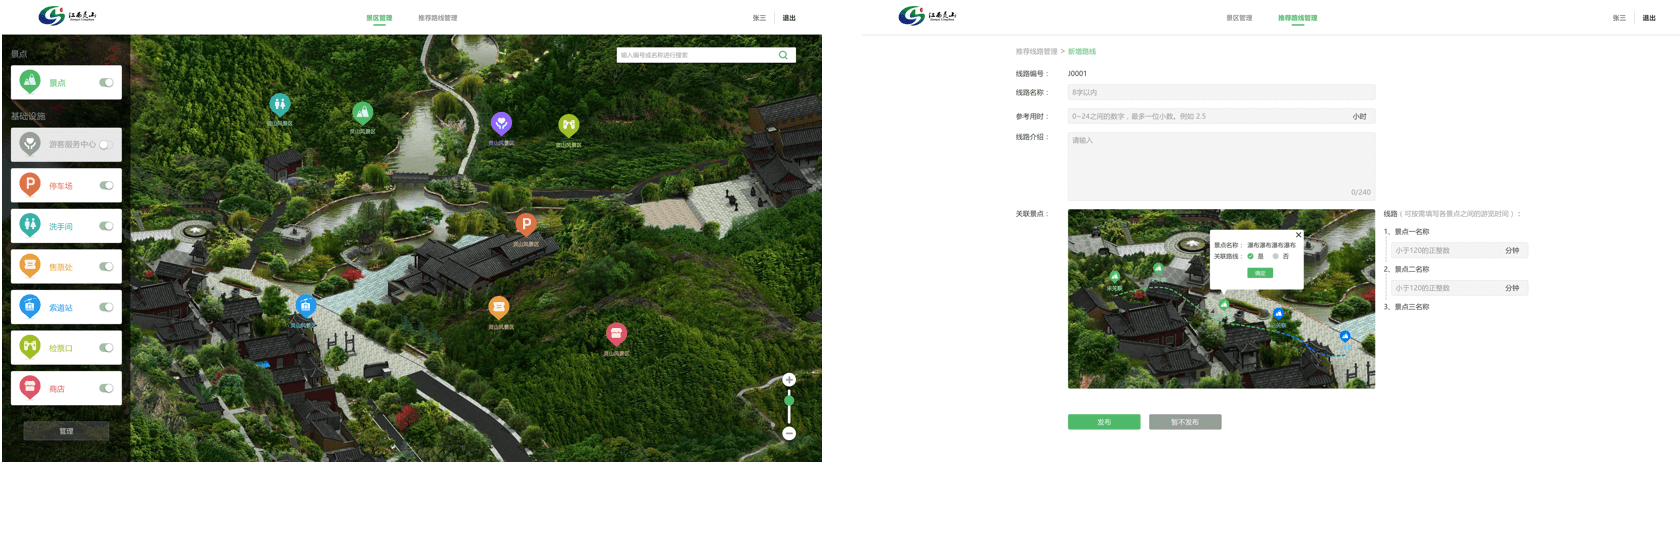 江西灵山
景区管理
推荐路线管理
张三
退出
景点
景点
基础设施
游客服务中心
停车场
洗手间
售票处
索道站
检票口
商店
管理
输入编号或名称进行搜索
灵山风景区
灵山风景区
灵山风景区
灵山风景区
灵山风景区
灵山风景区
灵山风景区
灵山风景区
江西灵山
景区管理
推荐路线管理
张三
退出
推荐线路管理 > 新增路线
线路编号： J0001
线路名称： 8字以内
参考用时： 0~24之间的数字，最多一位小数。例如 2.5 小时
线路介绍： 请输入
0/240
关联景点：
景点名称： 瀑布瀑布瀑布瀑布
关联路线： 是 否
确定
未关联
已关联
线路（可按需填写各景点之间的游览时间）：
1、景点一名称
小于120的正整数 分钟
2、景点二名称
小于120的正整数 分钟
3、景点三名称
发布
暂不发布